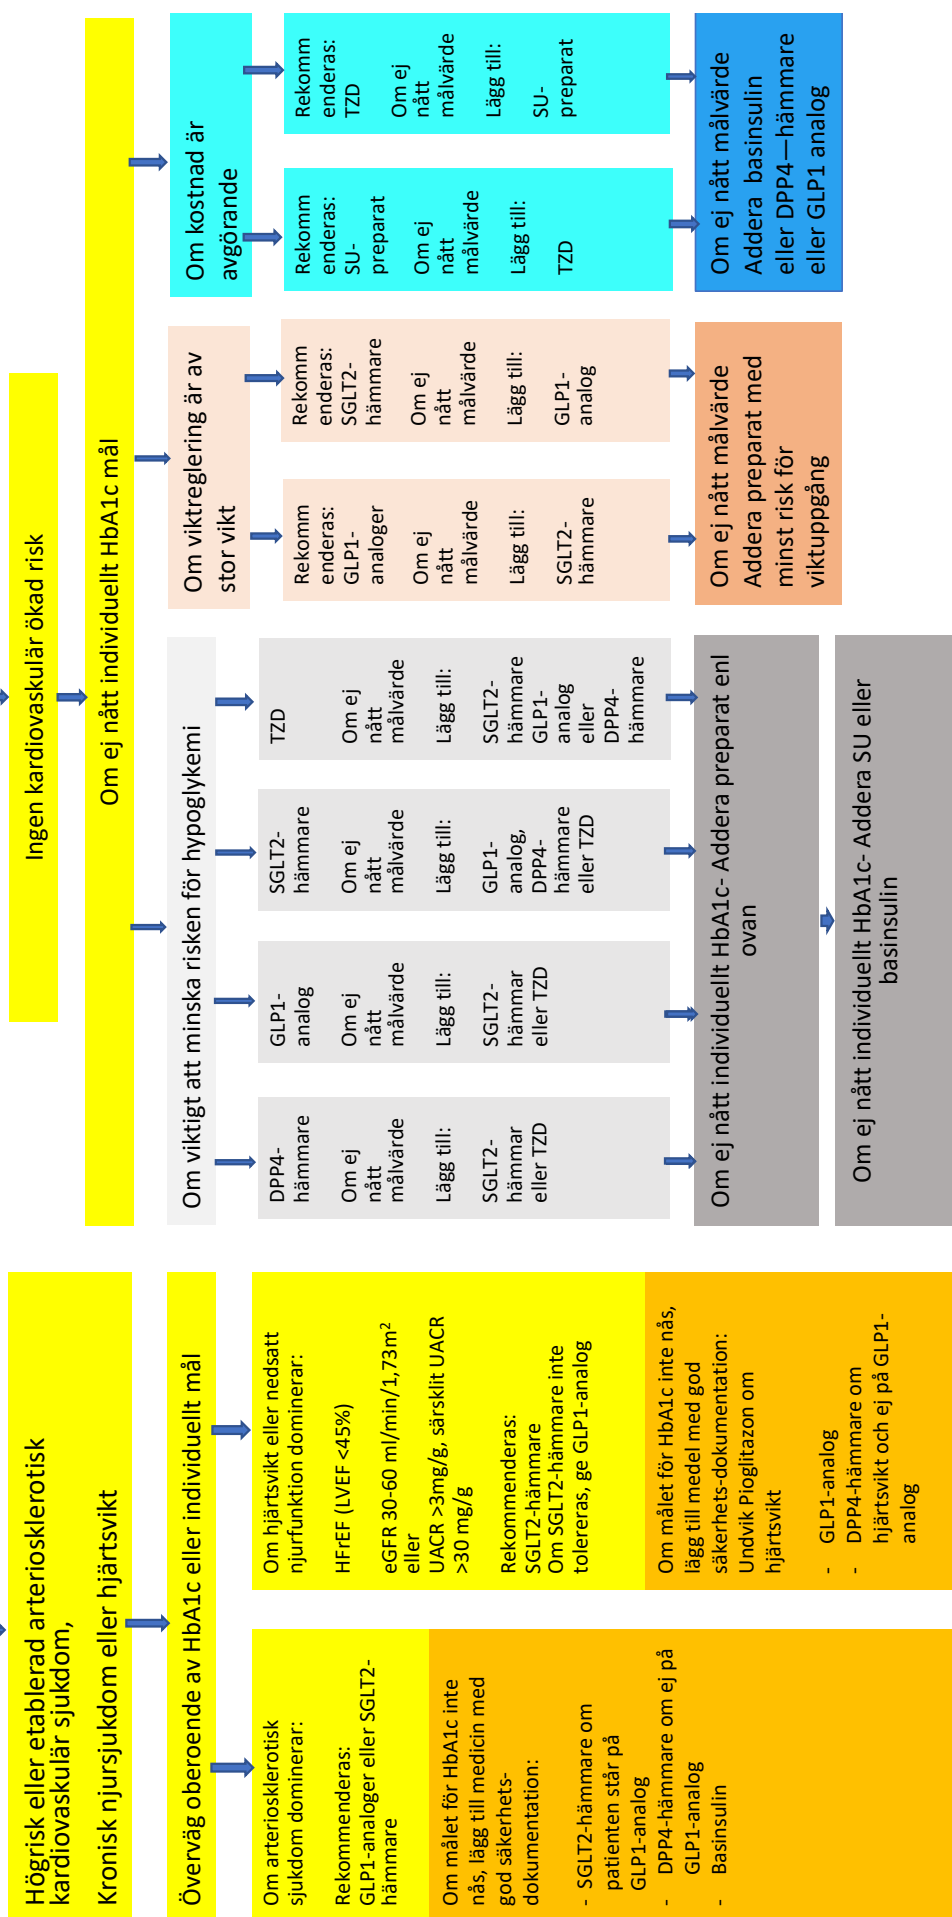 Högrisk eller etablerad arteriosklerotisk
kardiovaskulär sjukdom,
Kronisk njursjukdom eller hjärtsvikt
Överväg oberoende av HbA1c eller individuellt mål
Om arteriosklerotisk
sjukdom dominerar:
Rekommenderas:
GLP1-analoger eller SGLT2-
hämmare
Om målet för HbA1c inte
nås, lägg till medicin med
god säkerhets-
dokumentation:
- SGLT2-hämmare om
patienten står på
GLP1-analog
- DPP4-hämmare om ej på
GLP1-analog
- Basinsulin
Om hjärtsvikt eller nedsatt
njurfunktion dominerar:
HFrEF (LVEF <45%)
eGFR 30-60 ml/min/1,73m²
eller
UACR >3mg/g, särsklit UACR
>30 mg/g
Rekommenderas:
SGLT2-hämmare
Om SGLT2-hämmare inte
tolereras, ge GLP1-analog
Om målet för HbA1c inte nås,
lägg till medel med god
säkerhets-dokumentation:
Undvik Pioglitazon om
hjärtsvikt
- GLP1-analog
- DPP4-hämmare om
hjärtsvikt och ej på GLP1-
analog
Ingen kardiovaskulär ökad risk
Om ej nått individuellt HbA1c mål
Om viktigt att minska risken för hypoglykemi
DPP4-
hämmare
Om ej
nått
målvärde
Lägg till:
SGLT2-
hämmar
eller TZD
GLP1-
analog
Om ej
nått
målvärde
Lägg till:
SGLT2-
hämmar
eller TZD
SGLT2-
hämmare
Om ej
nått
målvärde
Lägg till:
GLP1-
analog,
DPP4-
hämmare
eller TZD
TZD
Om ej
nått
målvärde
Lägg till:
SGLT2-
hämmare
GLP1-
analog
eller
DPP4-
hämmare
Om ej nått individuellt HbA1c- Addera preparat enl
ovan
Om ej nått individuellt HbA1c- Addera SU eller
basinsulin
Om viktreglering är av
stor vikt
Rekomm
enderas:
GLP1-
analoger
Om ej
nått
målvärde
Lägg till:
SGLT2-
hämmare
Rekomm
enderas:
SGLT2-
hämmare
Om ej
nått
målvärde
Lägg till:
GLP1-
analog
Om ej nått målvärde
Addera preparat med
minst risk för
viktuppgång
Om kostnad är
avgörande
Rekomm
enderas:
SU-
preparat
Om ej
nått
målvärde
Lägg till:
TZD
Rekomm
enderas:
TZD
Om ej
nått
målvärde
Lägg till:
SU-
preparat
Om ej nått målvärde
Addera basinsulin
eller DPP4—hämmare
eller GLP1 analog